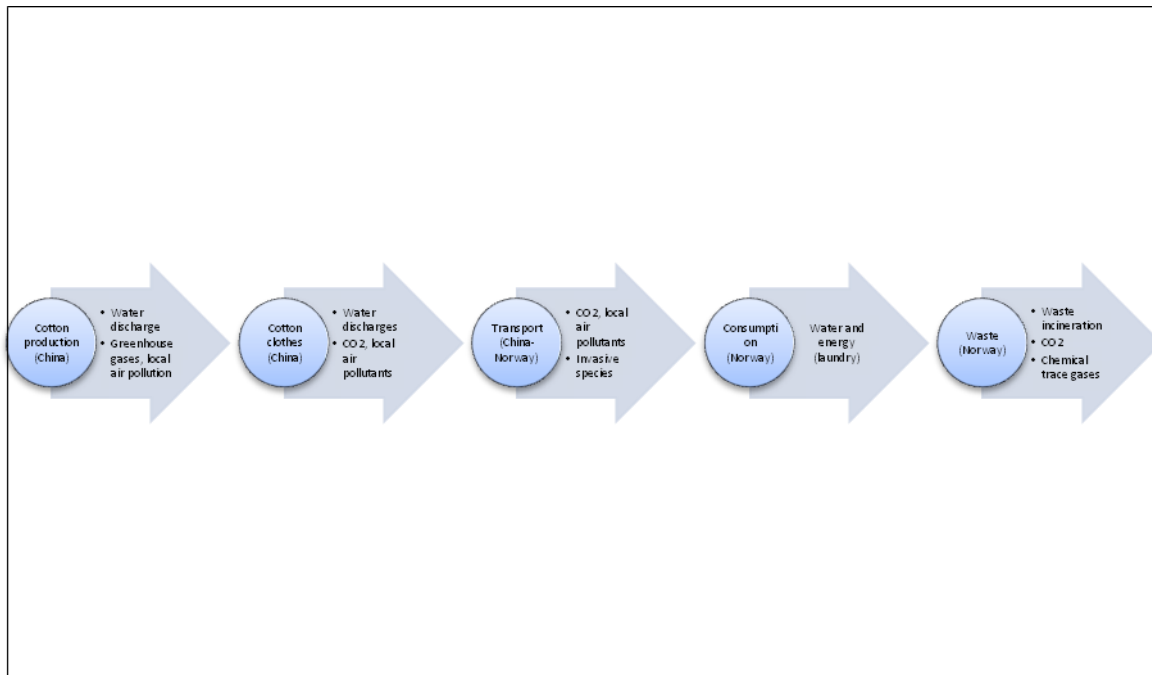 Cotton
production
(China)
• Water
discharge
• Greenhouse
gases, local
air pollution
Cotton
clothes
(China)
• Water
discharges
• CO2, local
air
pollutants
Transport
(China-
Norway)
• CO2, local
air
pollutants
• Invasive
species
Consumpti
on
(Norway)
Water and
energy
(laundry)
Waste
(Norway)
• Waste
incineration
• CO2
• Chemical
trace gases